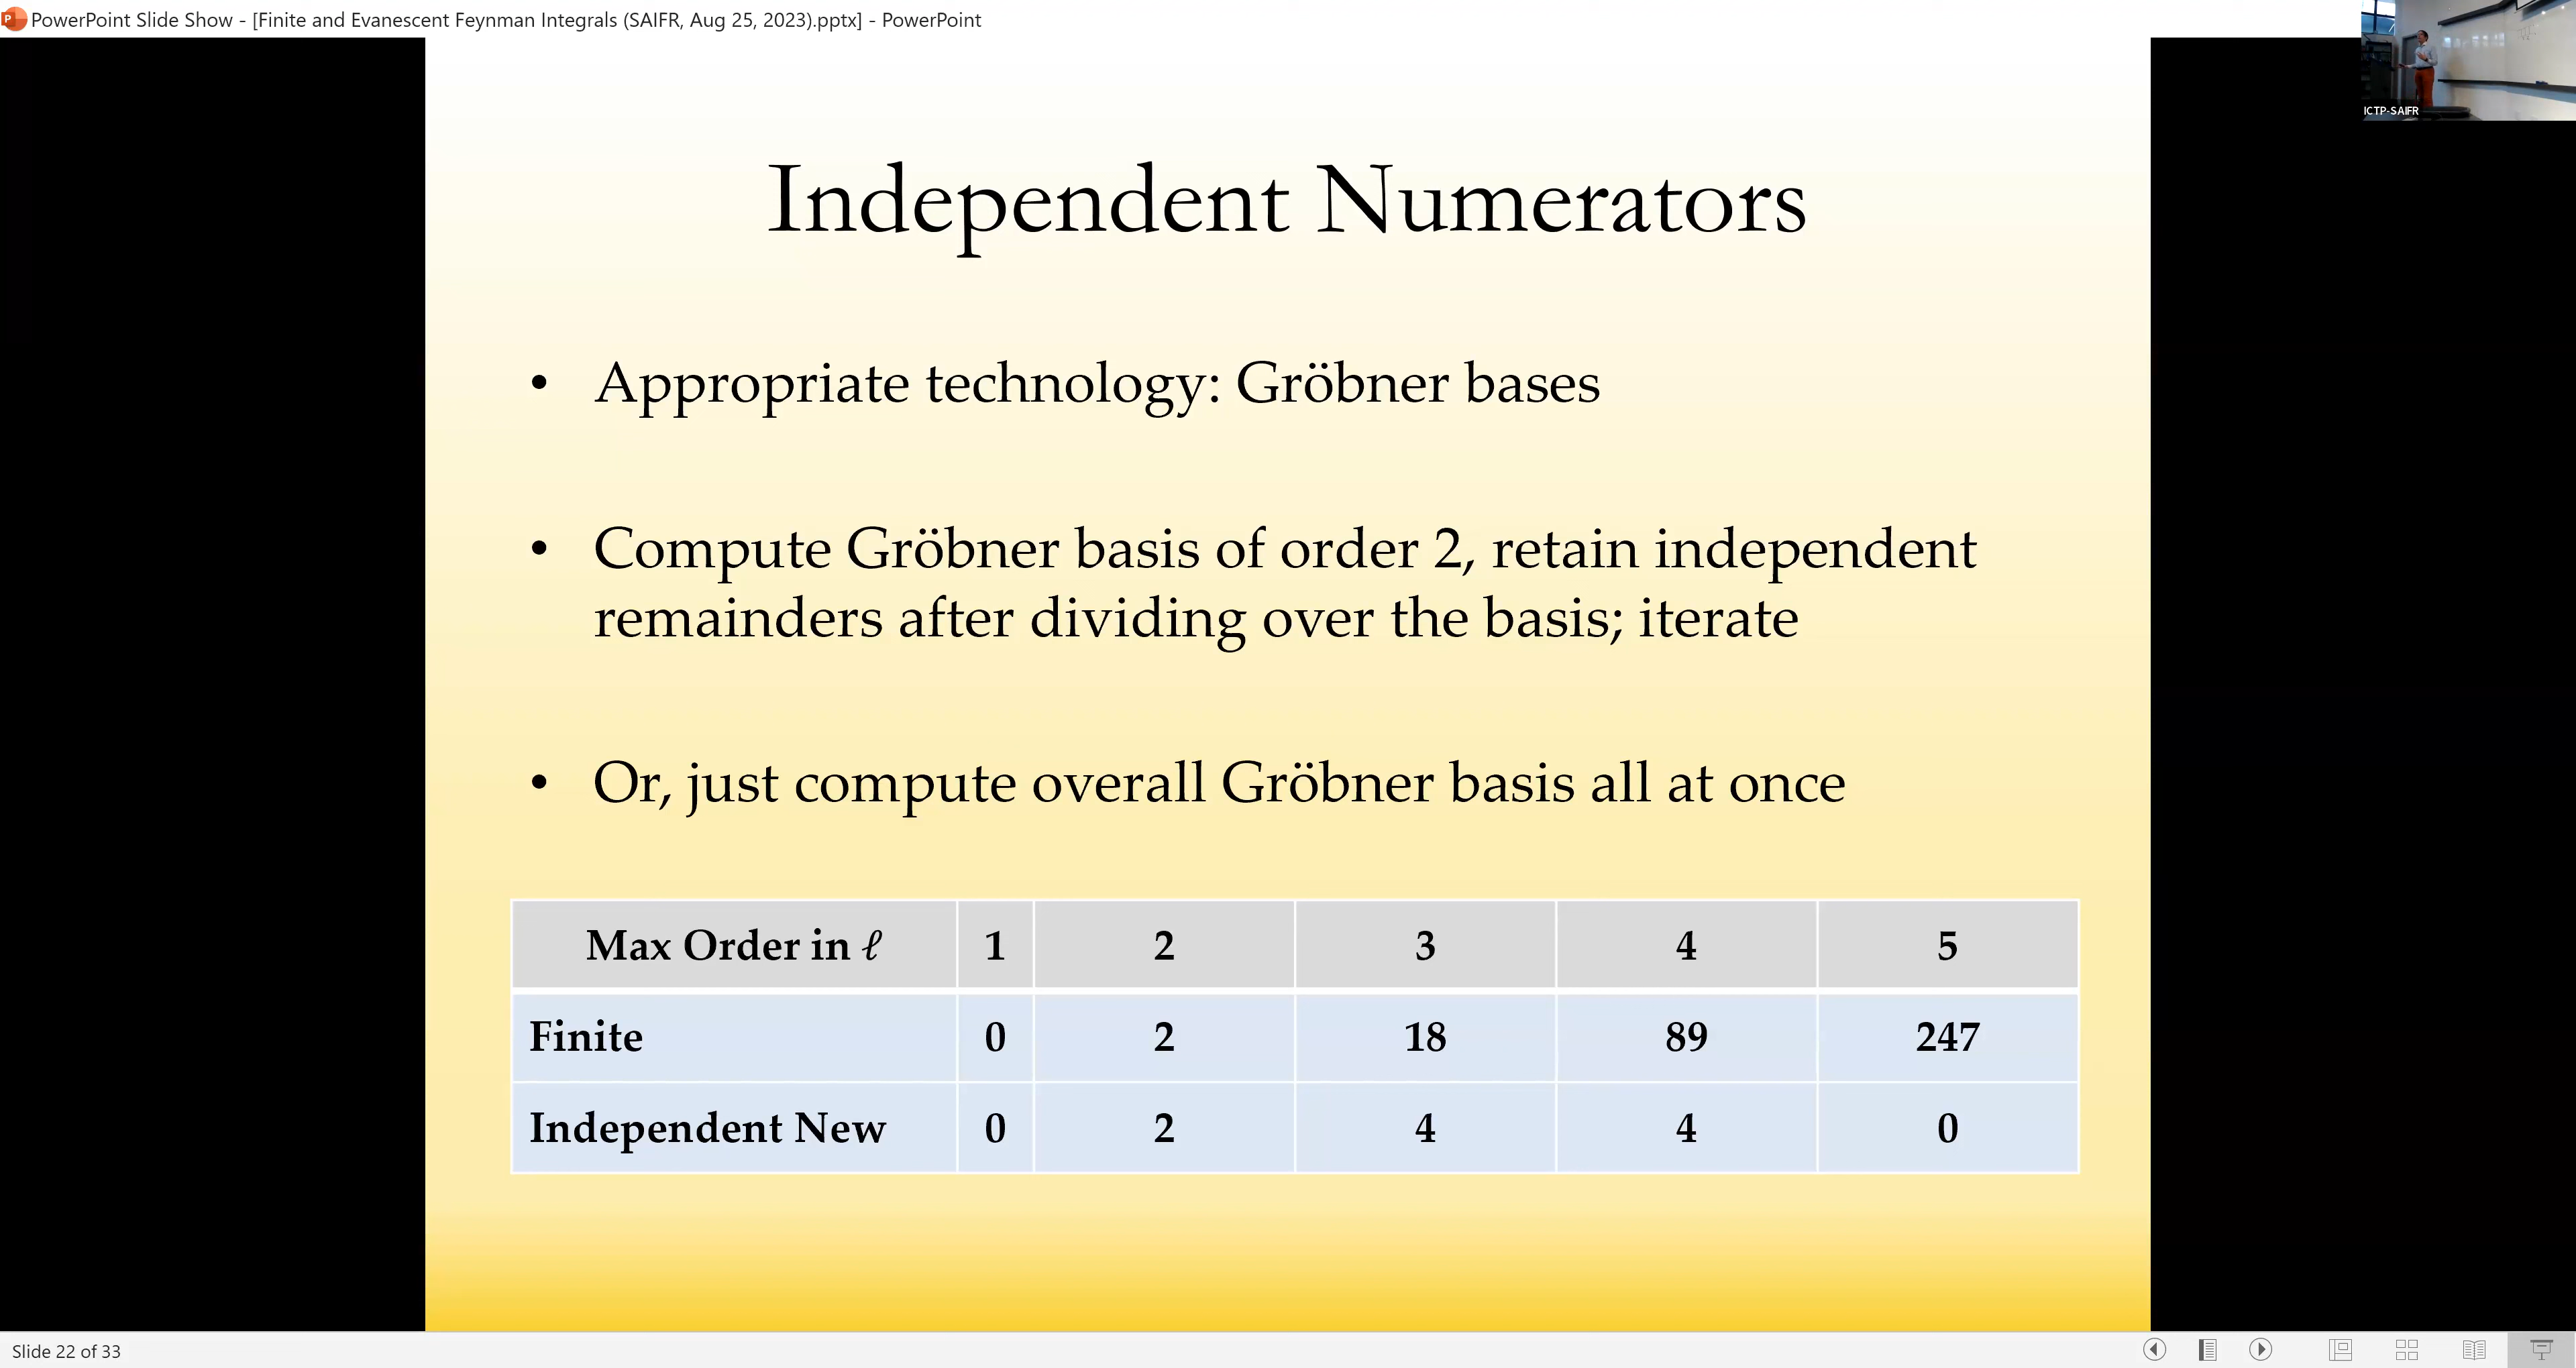 PowerPoint Slide Show - [Finite and Evanescent Feynman Integrals (SAIFR, Aug 25, 2023).pptx] - PowerPoint
ICTP-SAIFR
Independent Numerators
• Appropriate technology: Gröbner bases
• Compute Gröbner basis of order 2, retain independent
remainders after dividing over the basis; iterate
• Or, just compute overall Gröbner basis all at once
Max Order in ℓ 1 2 3 4 5
Finite 0 2 18 89 247
Independent New 0 2 4 4 0
Slide 22 of 33